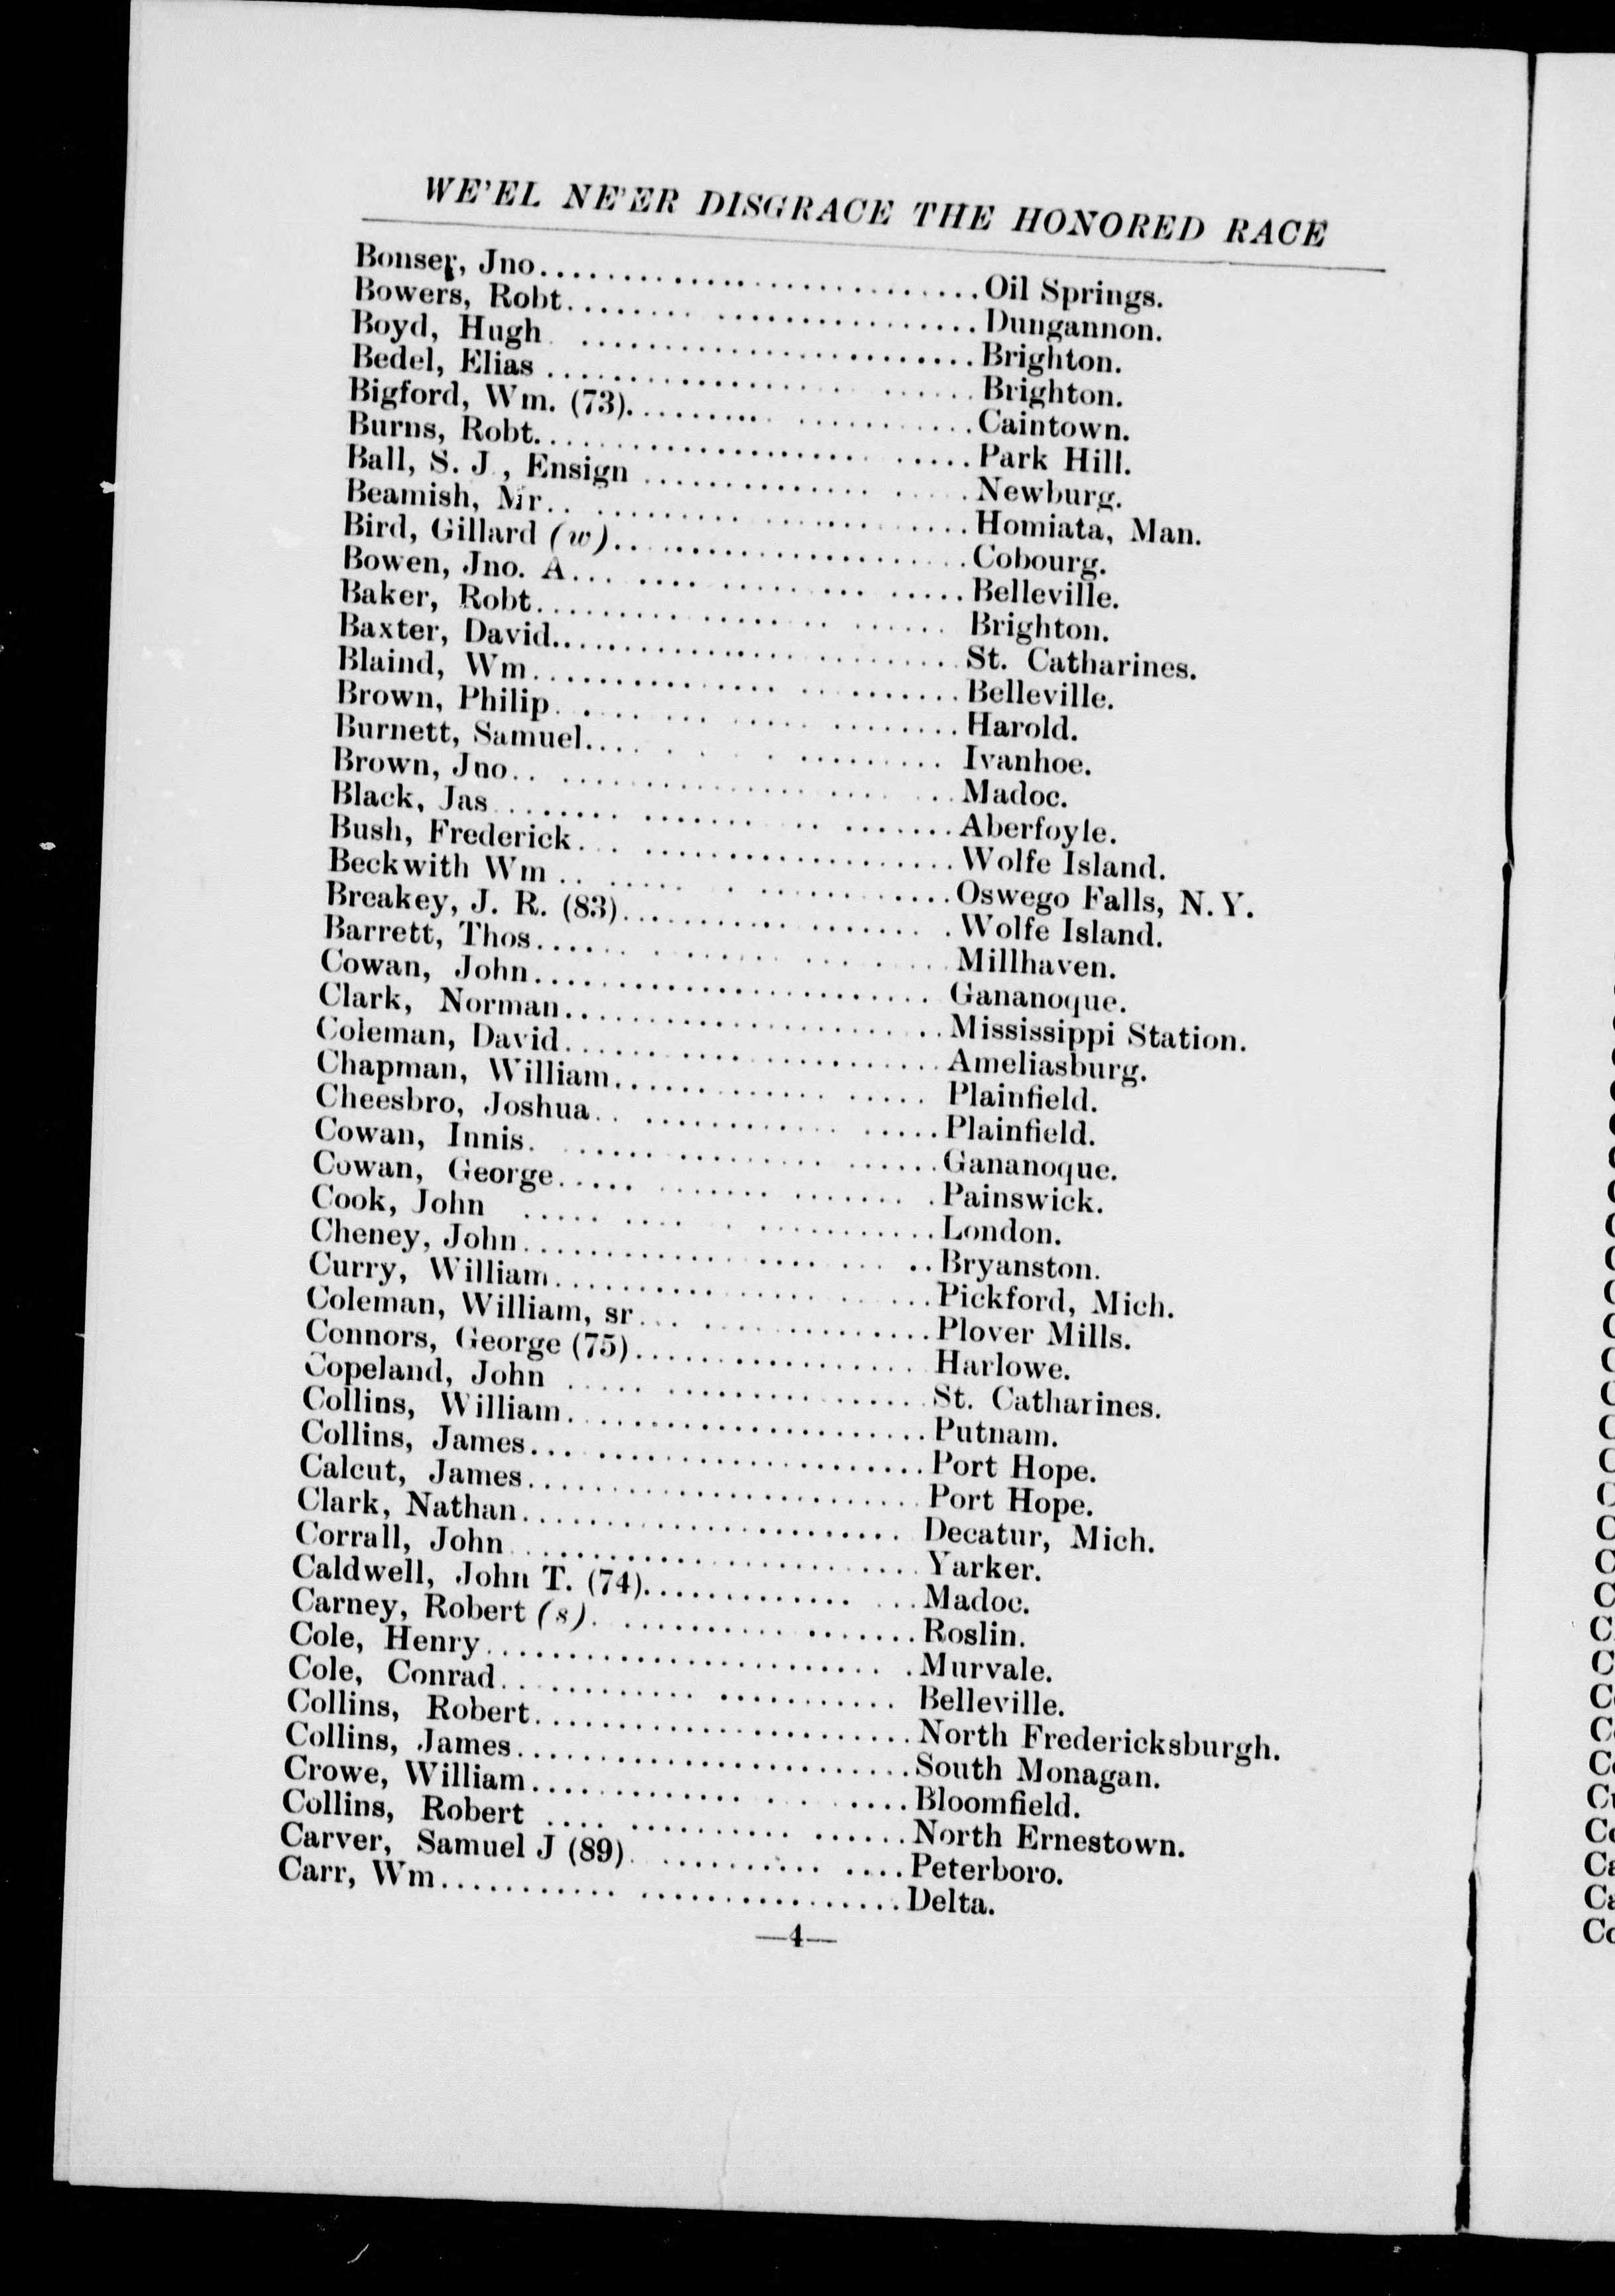 WE'EL NE'ER DISGRACE THE HONORED RACE
Bonser, Jno..............................Oil Springs.
Bowers, Robt..............................Dungannon.
Boyd, Hugh..............................Brighton.
Bedel, Elias..............................Brighton.
Bigford, Wm. (73)..............................Caintown.
Burns, Robt..............................Park Hill.
Ball, S. J., Ensign..............................Newburg.
Beamish, Mr..............................Homiata, Man.
Bird, Gillard (w)..............................Cobourg.
Bowen, Jno. A..............................Belleville.
Baker, Robt..............................Brighton.
Baxter, David..............................St. Catharines.
Blaind, Wm..............................Belleville.
Brown, Philip..............................Harold.
Burnett, Samuel..............................Ivanhoe.
Brown, Jno..............................Madoc.
Black, Jas..............................Aberfoyle.
Bush, Frederick..............................Wolfe Island.
Beckwith Wm..............................Oswego Falls, N. Y.
Breakey, J. R. (83)..............................Wolfe Island.
Barrett, Thos..............................Millhaven.
Cowan, John..............................Gananoque.
Clark, Norman..............................Mississippi Station.
Coleman, David..............................Ameliasburg.
Chapman, William..............................Plainfield.
Cheesbro, Joshua..............................Plainfield.
Cowan, Innis..............................Gananoque.
Cowan, George..............................Painswick.
Cook, John..............................London.
Cheney, John..............................Bryanston.
Curry, William..............................Pickford, Mich.
Coleman, William, sr..............................Plover Mills.
Connors, George (75)..............................Harlowe.
Copeland, John..............................St. Catharines.
Collins, William..............................Putnam.
Collins, James..............................Port Hope.
Calcut, James..............................Port Hope.
Clark, Nathan..............................Decatur, Mich.
Corrall, John..............................Yarker.
Caldwell, John T. (74)..............................Madoc.
Carney, Robert (s)..............................Roslin.
Cole, Henry..............................Murvale.
Cole, Conrad..............................Belleville.
Collins, Robert..............................North Fredericksburgh.
Collins, James..............................South Monagan.
Crowe, William..............................Bloomfield.
Collins, Robert..............................North Ernestown.
Carver, Samuel J (89)..............................Peterboro.
Carr, Wm..............................Delta.
—4—